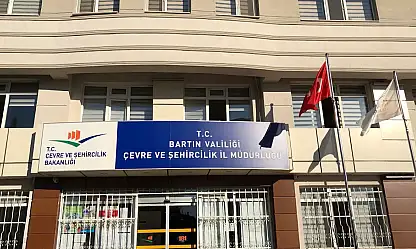 T.C.
ÇEVRE VE ŞEHİRCİLİK
BAKANLIĞI
T.C.
BARTIN VALİLİĞİ
ÇEVRE VE ŞEHİRCİLİK İL MÜDÜRLÜĞÜ